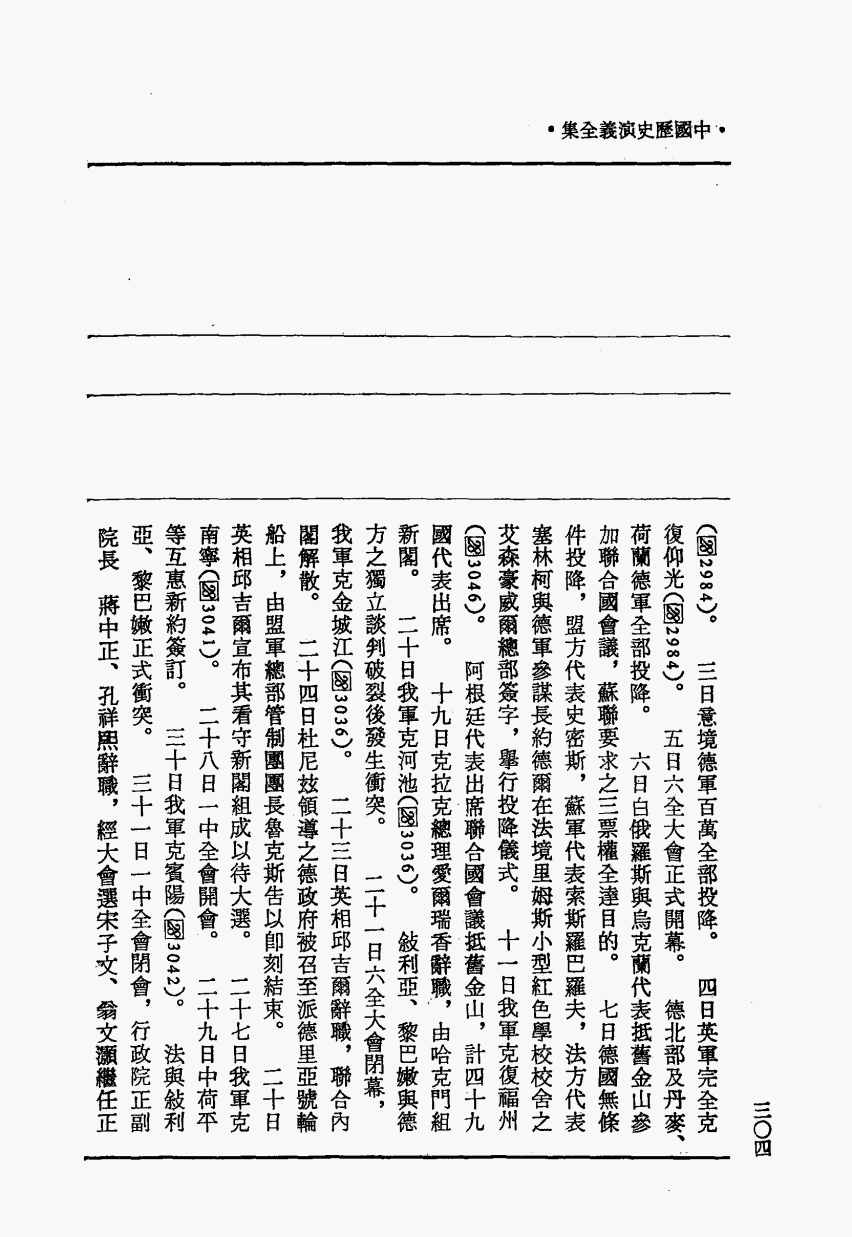 •中國歷史演義全集•
(圖2984)。 三日意境德軍百萬全部投降。 四日英軍完全克
復仰光(圖2984)。 五日六全大會正式開幕。 德北部及丹麥、
荷蘭德軍全部投降。 六日白俄羅斯與烏克蘭代表抵舊金山參
加聯合國會議，蘇聯要求之三票權全達目的。 七日德國無條
件投降，盟方代表史密斯，蘇軍代表索斯羅巴羅夫，法方代表
塞林柯與德軍參謀長約德爾在法境里姆斯小型紅色學校校舍之
艾森豪威爾總部簽字，舉行投降儀式。 十一日我軍克復福州
(圖3046)。 阿根廷代表出席聯合國會議抵舊金山，計四十九
國代表出席。 十九日克拉克總理愛爾瑞香辭職，由哈克門組
新閣。 二十日我軍克河池(圖3036)。 敍利亞、黎巴嫩與德
方之獨立談判破裂後發生衝突。 二十一日六全大會閉幕，
我軍克金城江(圖3036)。 二十三日英相邱吉爾辭職，聯合內
閣解散。 二十四日杜尼玆領導之德政府被召至派德里亞號輪
船上，由盟軍總部管制團團長魯克斯告以卽刻結束。 二十日
英相邱吉爾宣布其看守新閣組成以待大選。 二十七日我軍克
南寧(圖3041)。 二十八日一中全會開會。 二十九日中荷平
等互惠新約簽訂。 三十日我軍克賓陽(圖3042)。 法與敍利
亞、黎巴嫩正式衝突。 三十一日一中全會閉會，行政院正副
院長 蔣中正、孔祥熙辭職，經大會選宋子文、翁文灝繼任正
三〇四